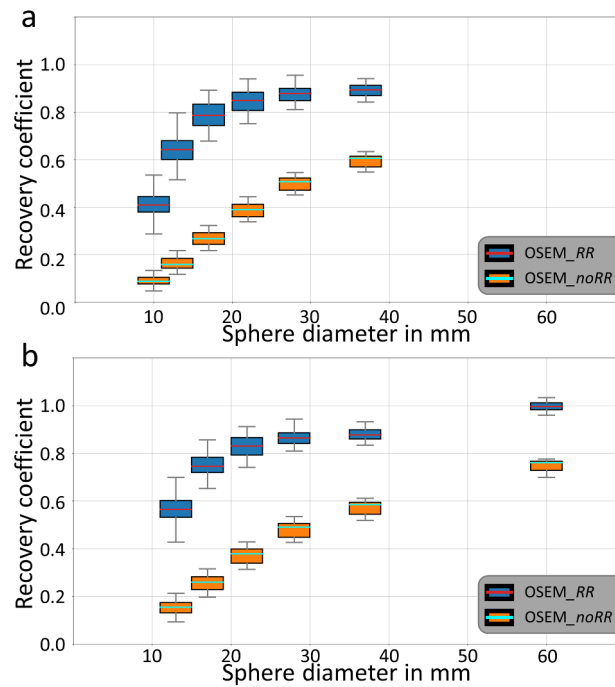 a
Recovery coefficient
1.0
0.8
0.6
0.4
0.2
0.0
OSEM_RR
OSEM_noRR
10 20 30 40 50 60
Sphere diameter in mm
b
Recovery coefficient
1.0
0.8
0.6
0.4
0.2
0.0
OSEM_RR
OSEM_noRR
10 20 30 40 50 60
Sphere diameter in mm